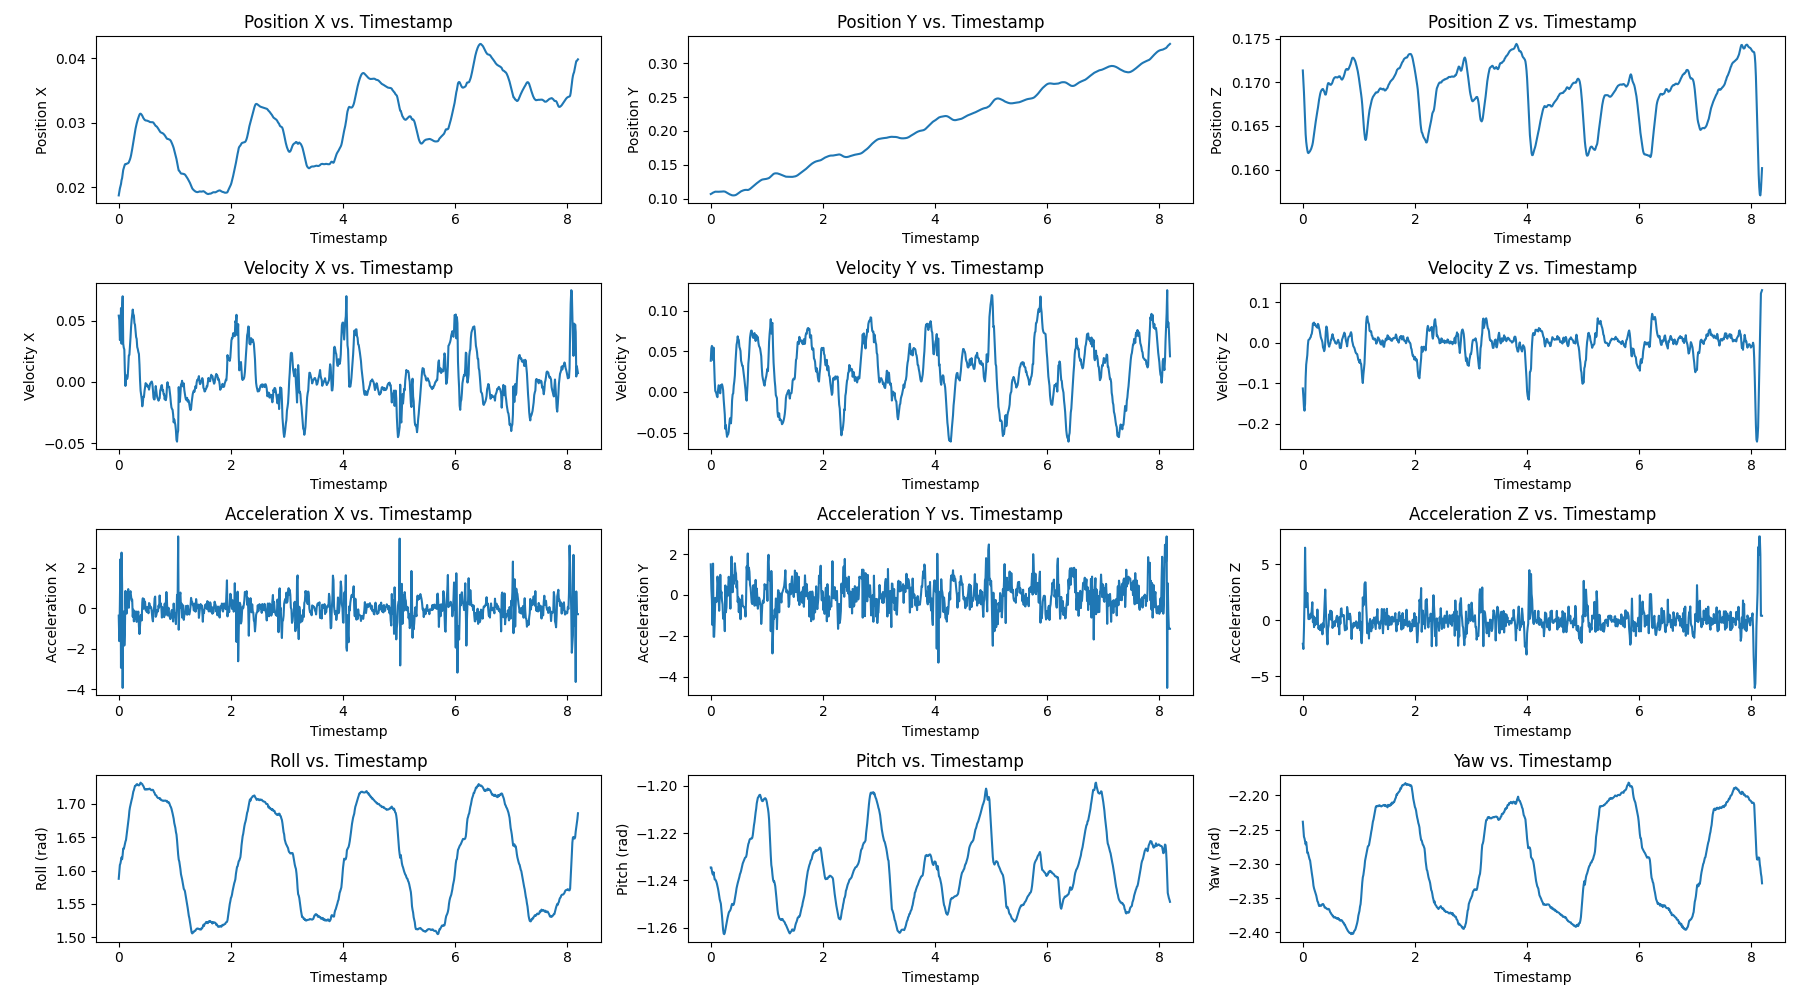 Position X vs. Timestamp
Position X
0.04
0.03
0.02
0 2 4 6 8
Timestamp
Position Y vs. Timestamp
Position Y
0.30
0.25
0.20
0.15
0.10
0 2 4 6 8
Timestamp
Position Z vs. Timestamp
Position Z
0.175
0.170
0.165
0.160
0 2 4 6 8
Timestamp
Velocity X vs. Timestamp
Velocity X
0.05
0.00
−0.05
0 2 4 6 8
Timestamp
Velocity Y vs. Timestamp
Velocity Y
0.10
0.05
0.00
−0.05
0 2 4 6 8
Timestamp
Velocity Z vs. Timestamp
Velocity Z
0.1
0.0
−0.1
−0.2
0 2 4 6 8
Timestamp
Acceleration X vs. Timestamp
Acceleration X
2
0
−2
−4
0 2 4 6 8
Timestamp
Acceleration Y vs. Timestamp
Acceleration Y
2
0
−2
−4
0 2 4 6 8
Timestamp
Acceleration Z vs. Timestamp
Acceleration Z
5
0
−5
0 2 4 6 8
Timestamp
Roll vs. Timestamp
Roll (rad)
1.70
1.65
1.60
1.55
1.50
0 2 4 6 8
Timestamp
Pitch vs. Timestamp
Pitch (rad)
−1.20
−1.22
−1.24
−1.26
0 2 4 6 8
Timestamp
Yaw vs. Timestamp
Yaw (rad)
−2.20
−2.25
−2.30
−2.35
−2.40
0 2 4 6 8
Timestamp